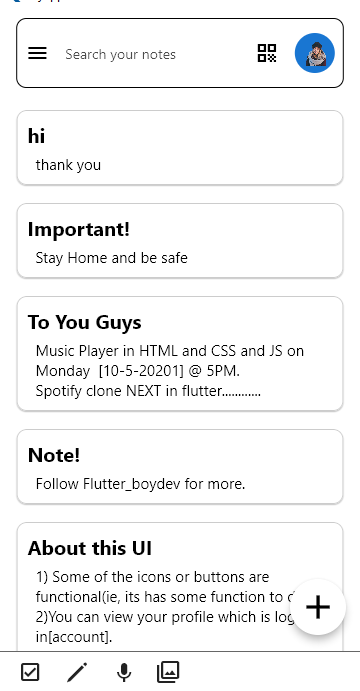 Search your notes
hi
thank you
Important!
Stay Home and be safe
To You Guys
Music Player in HTML and CSS and JS on
Monday  [10-5-20201] @ 5PM.
Spotify clone NEXT in flutter............
Note!
Follow Flutter_boydev for more.
About this UI
1) Some of the icons or buttons are
functional(ie, its has some function to
2)You can view your profile which is
in[account].